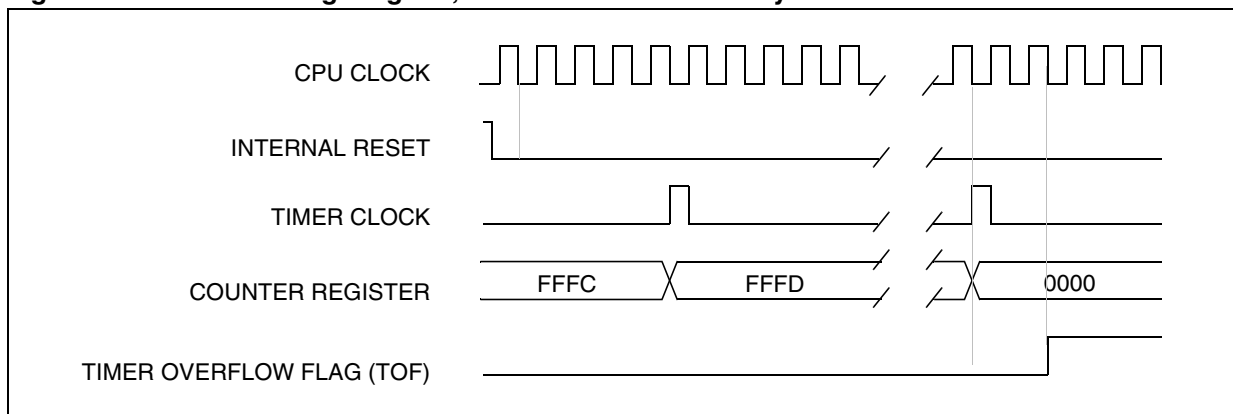 CPU CLOCK
INTERNAL RESET
TIMER CLOCK
COUNTER REGISTER
FFFC
FFFD
0000
TIMER OVERFLOW FLAG (TOF)